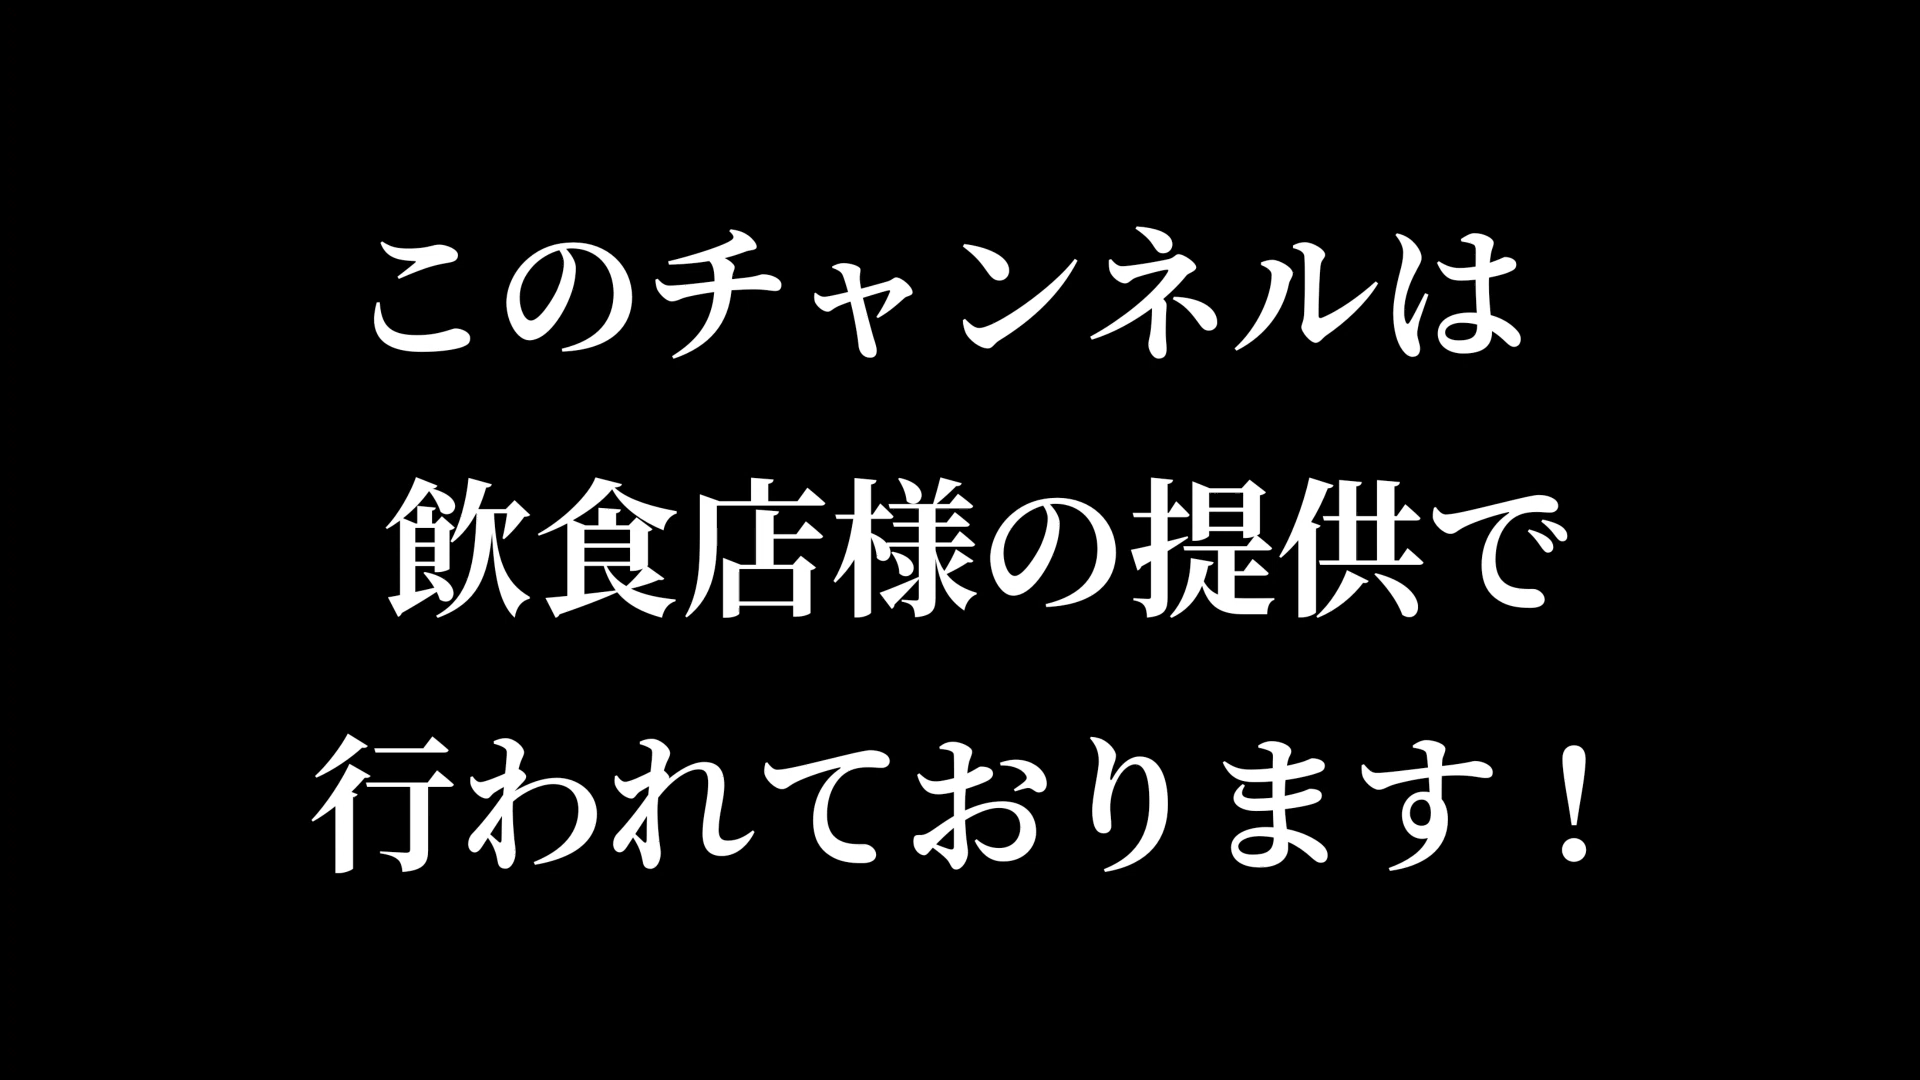 このチャンネルは
飲食店様の提供で
行われております！